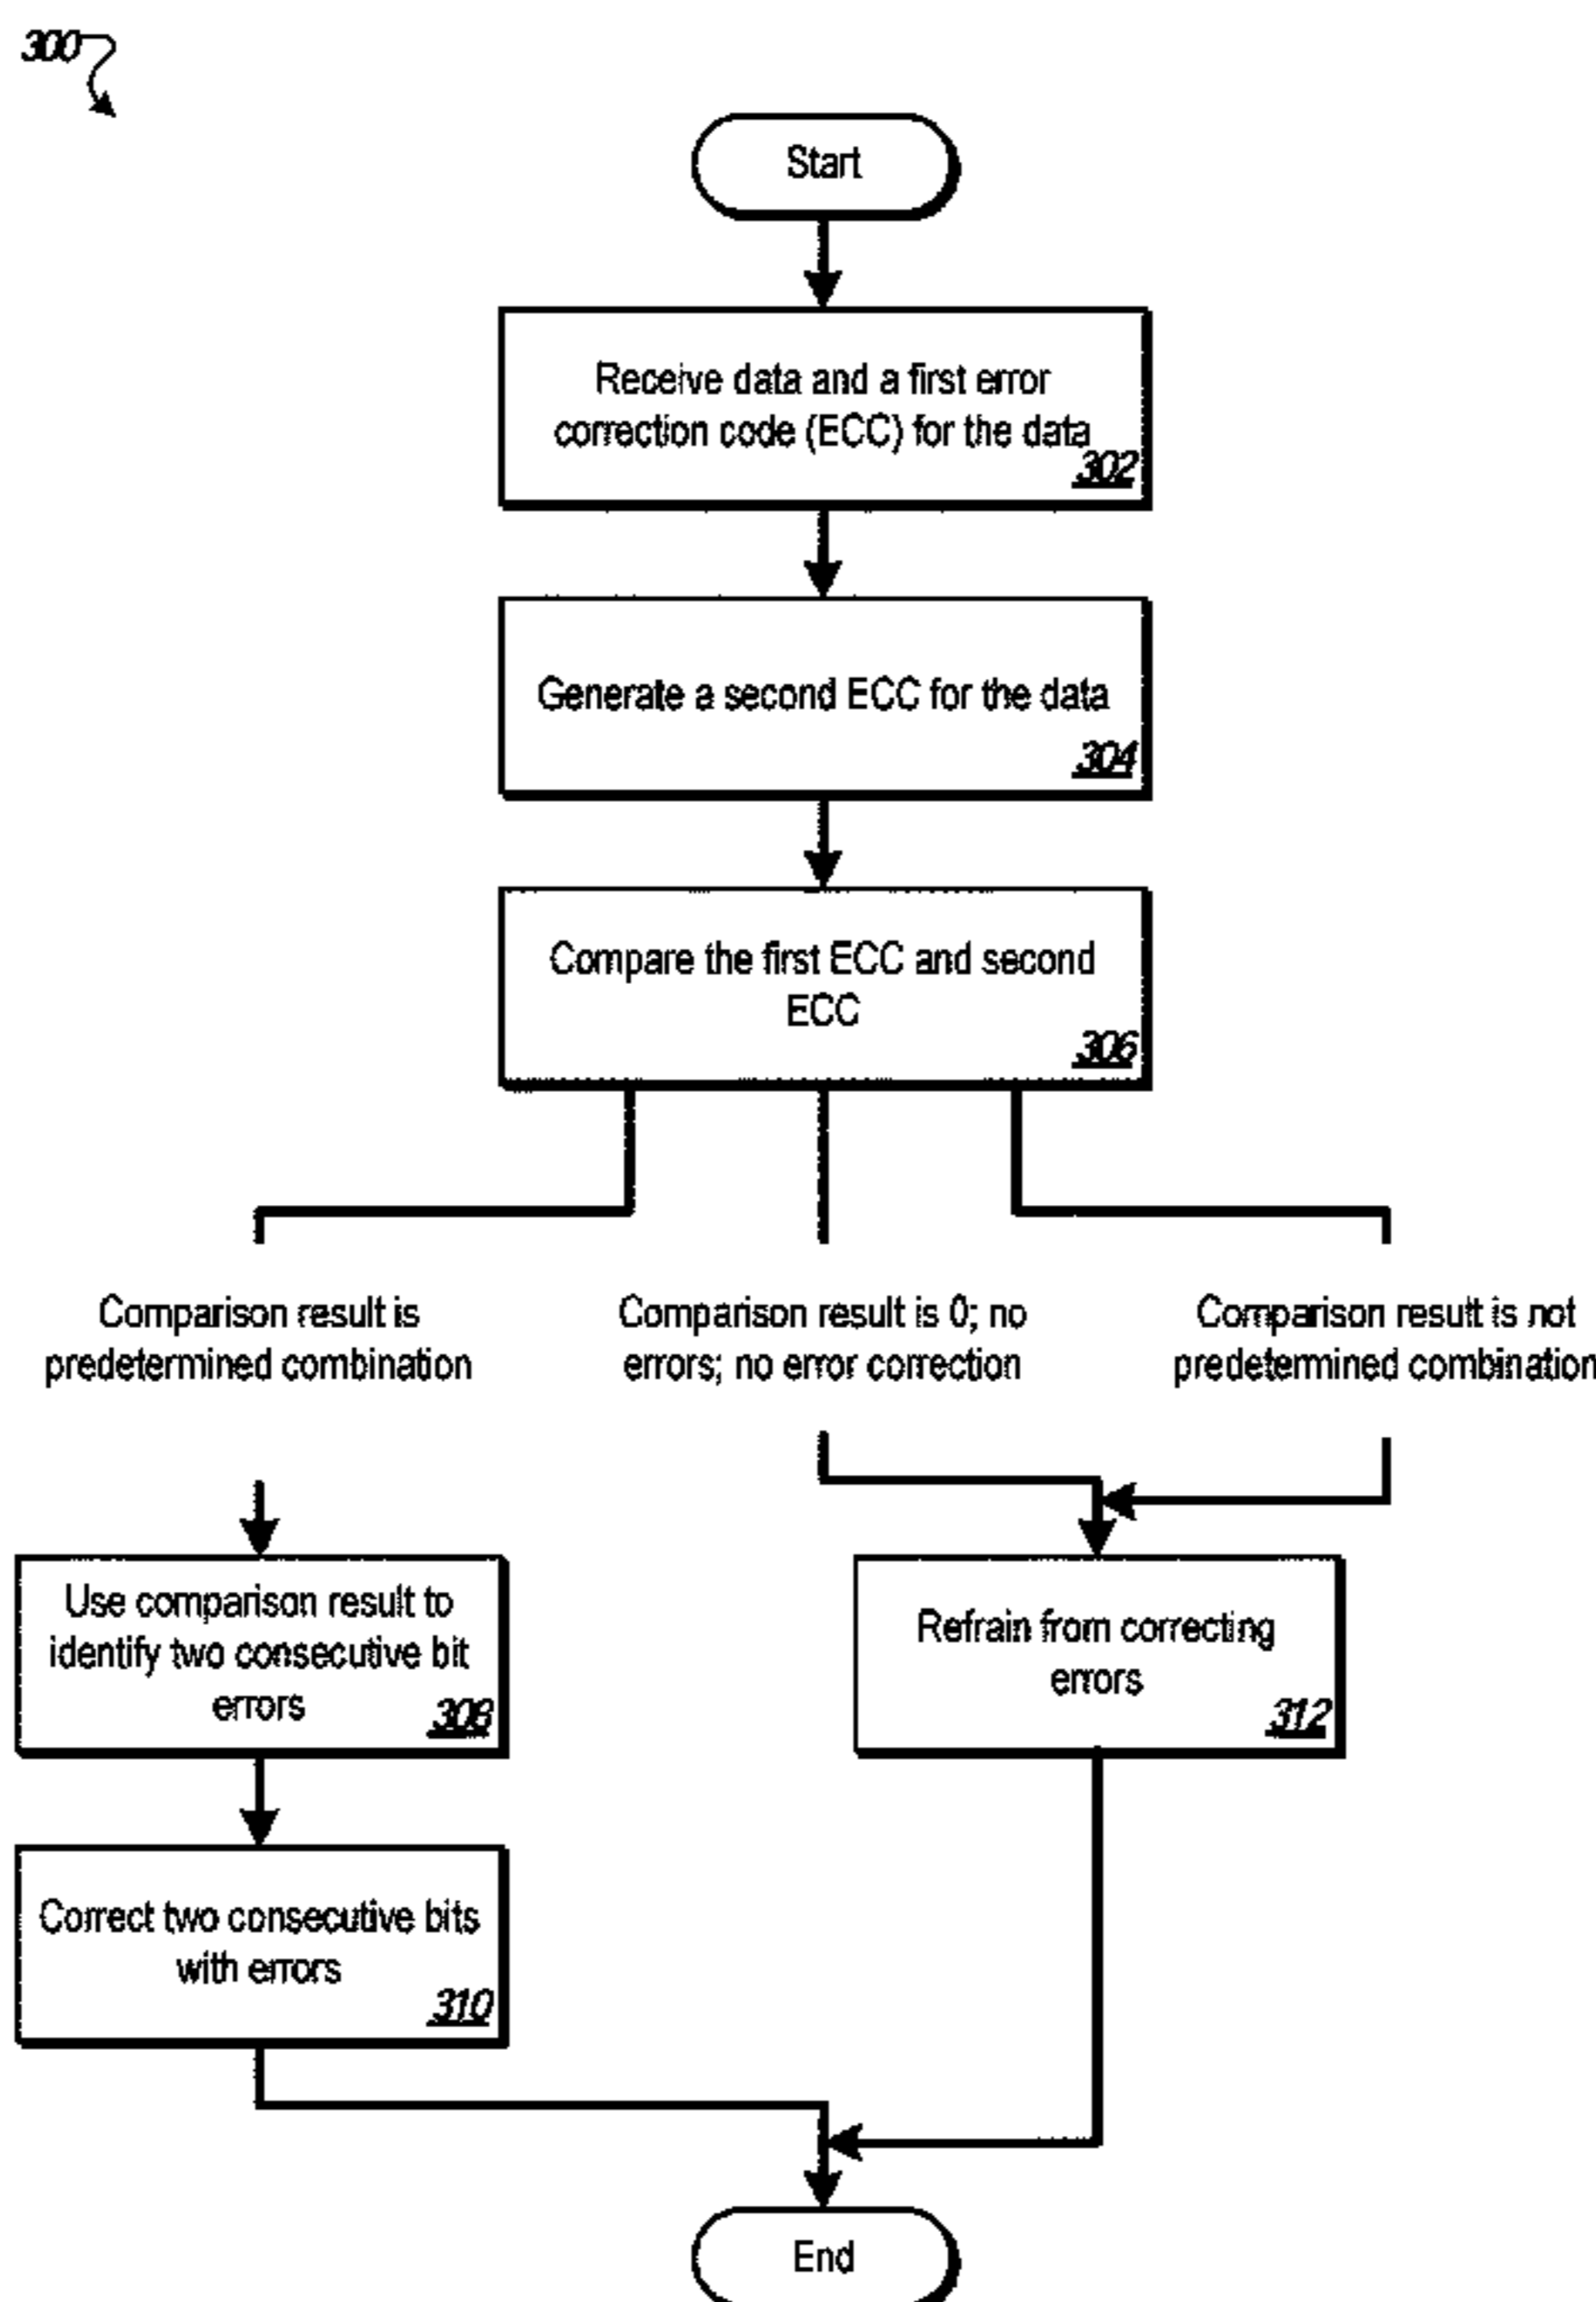 300
Start
Receive data and a first error
correction code (ECC) for the data
302
Generate a second ECC for the data
304
Compare the first ECC and second
ECC
306
Comparison result is
predetermined combination
Comparison result is 0; no
errors; no error correction
Comparison result is not
predetermined combination
Use comparison result to
identify two consecutive bit
errors
308
Refrain from correcting
errors
312
Correct two consecutive bits
with errors
310
End